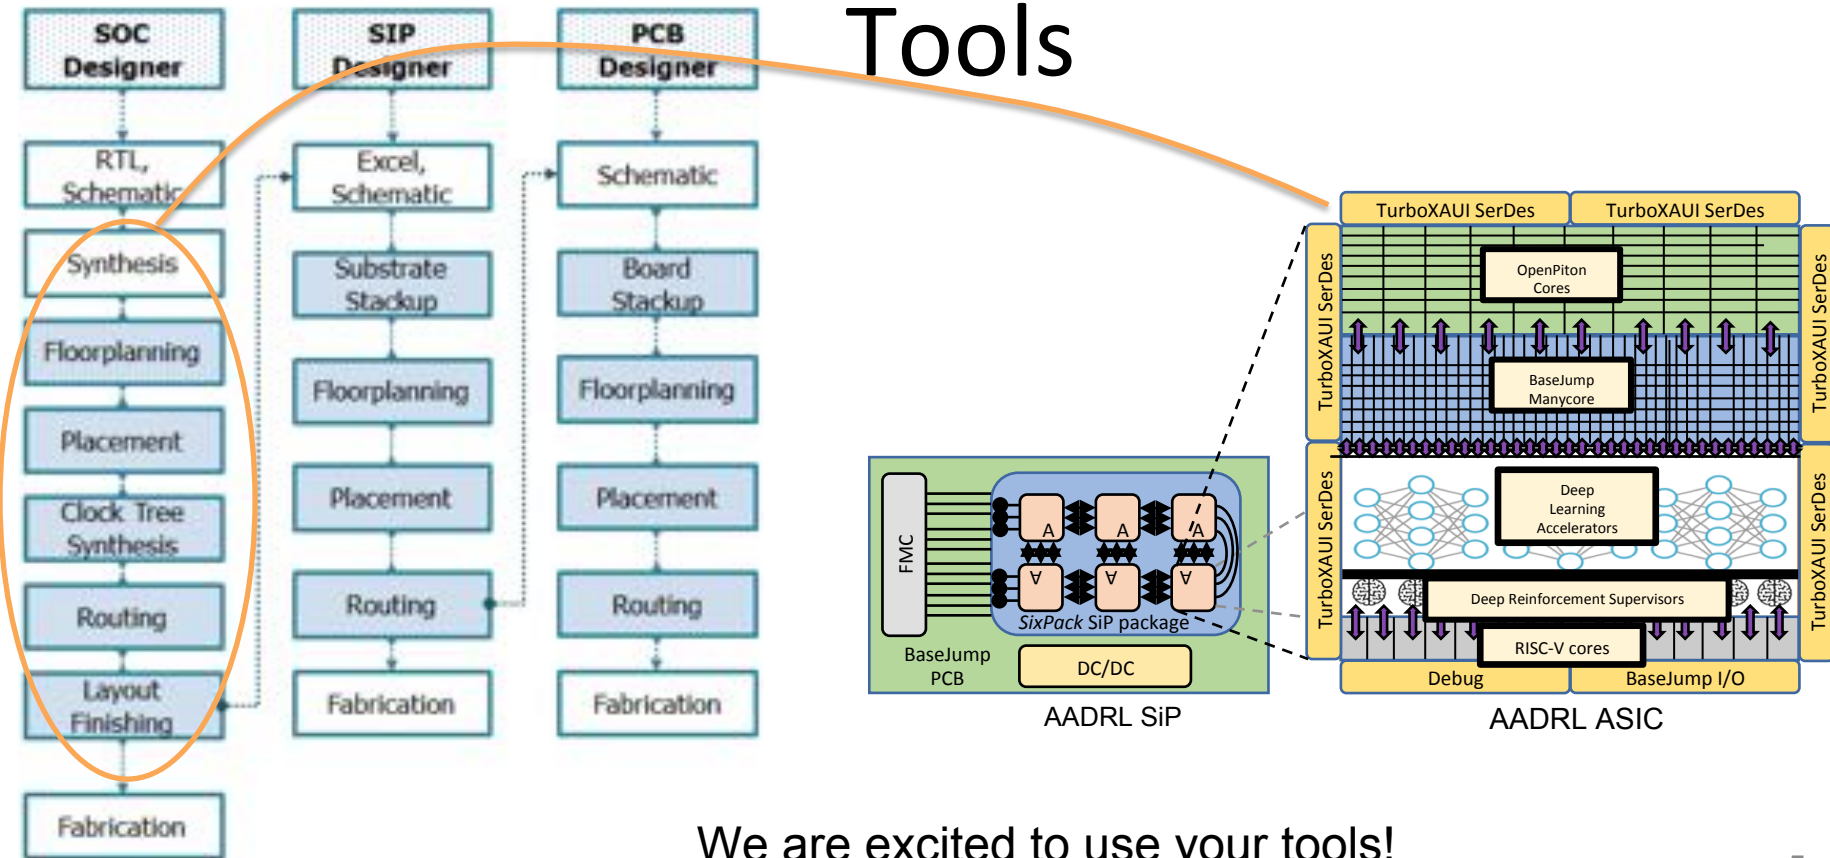 Tools
SOC
Designer
RTL,
Schematic
Synthesis
Floorplanning
Placement
Clock Tree
Synthesis
Routing
Layout
Finishing
Fabrication
SIP
Designer
Excel,
Schematic
Substrate
Stackup
Floorplanning
Placement
Routing
Fabrication
PCB
Designer
Schematic
Board
Stackup
Floorplanning
Placement
Routing
Fabrication
FMC
A
A
A
A
A
A
SixPack SiP package
BaseJump
PCB
DC/DC
AADRL SiP
TurboXAUI SerDes
TurboXAUI SerDes
TurboXAUI SerDes
TurboXAUI SerDes
TurboXAUI SerDes
TurboXAUI SerDes
OpenPiton
Cores
BaseJump
Manycore
Deep
Learning
Accelerators
Deep Reinforcement Supervisors
RISC-V cores
Debug
BaseJump I/O
AADRL ASIC
We are excited to use your tools!